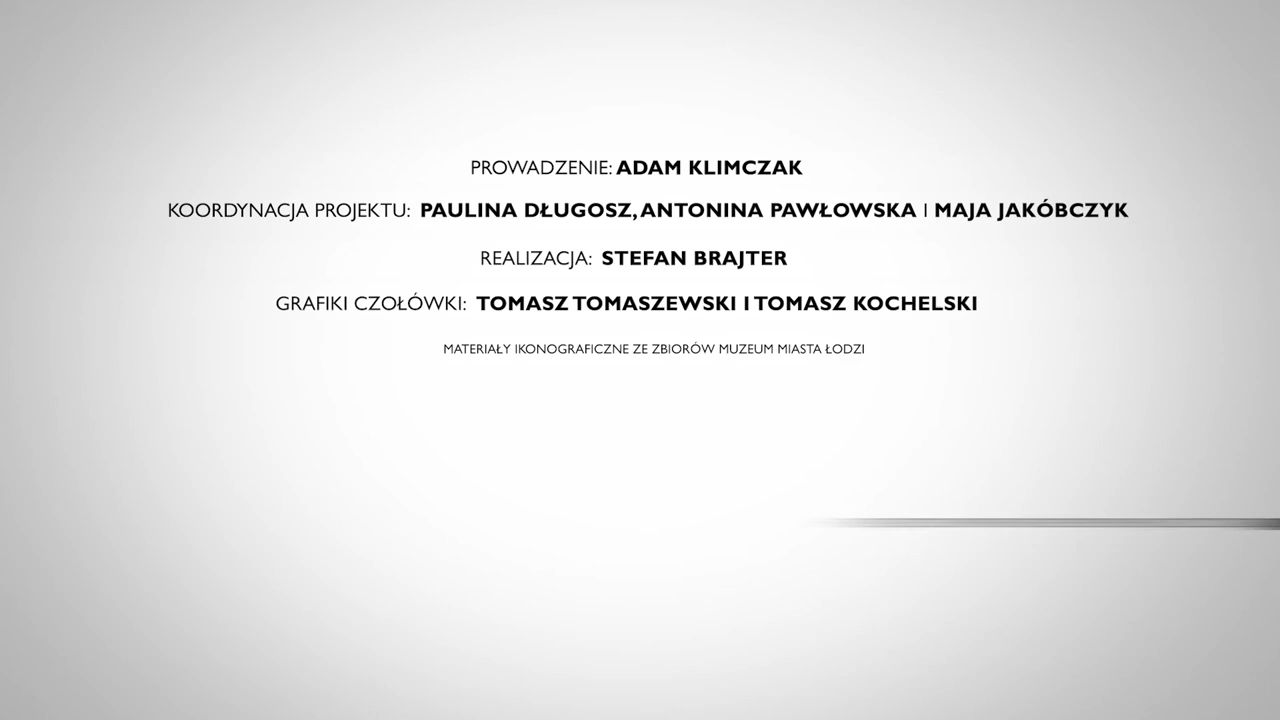 PROWADZENIE: ADAM KLIMCZAK
KOORDYNACJA PROJEKTU: PAULINA DŁUGOSZ, ANTONINA PAWŁOWSKA I MAJA JAKÓBCZYK
REALIZACJA: STEFAN BRAJTER
GRAFIKI CZOŁÓWKI: TOMASZ TOMASZEWSKI I TOMASZ KOCHELSKI
MATERIAŁY IKONOGRAFICZNE ZE ZBIORÓW MUZEUM MIASTA ŁODZI